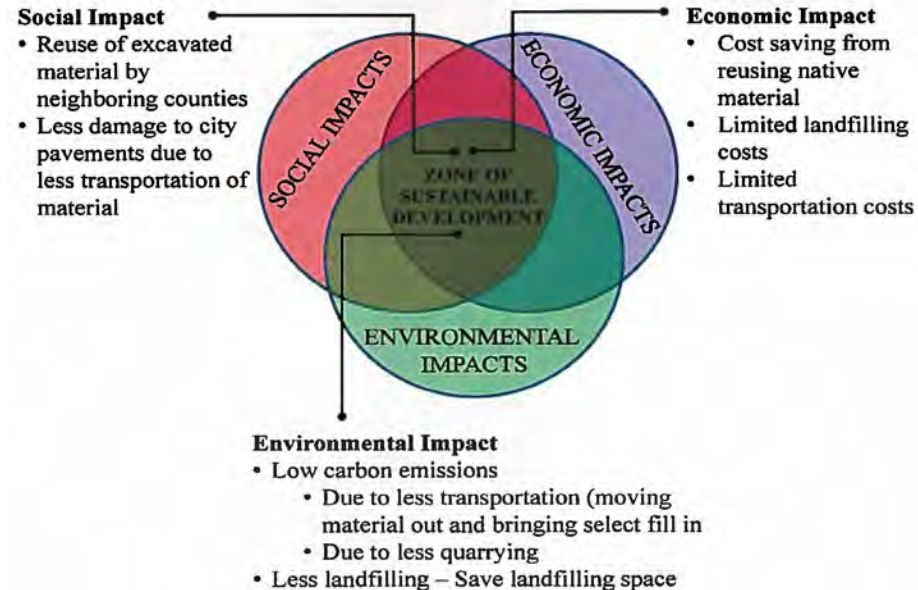 Social Impact
• Reuse of excavated
material by
neighboring counties
• Less damage to city
pavements due to
less transportation of
material
Economic Impact
• Cost saving from
reusing native
material
• Limited landfilling
costs
• Limited
transportation costs
SOCIAL IMPACTS
ECONOMIC IMPACTS
ZONE OF
SUSTAINABLE
DEVELOPMENT
ENVIRONMENTAL
IMPACTS
Environmental Impact
• Low carbon emissions
• Due to less transportation (moving
material out and bringing select fill in
• Due to less quarrying
• Less landfilling – Save landfilling space